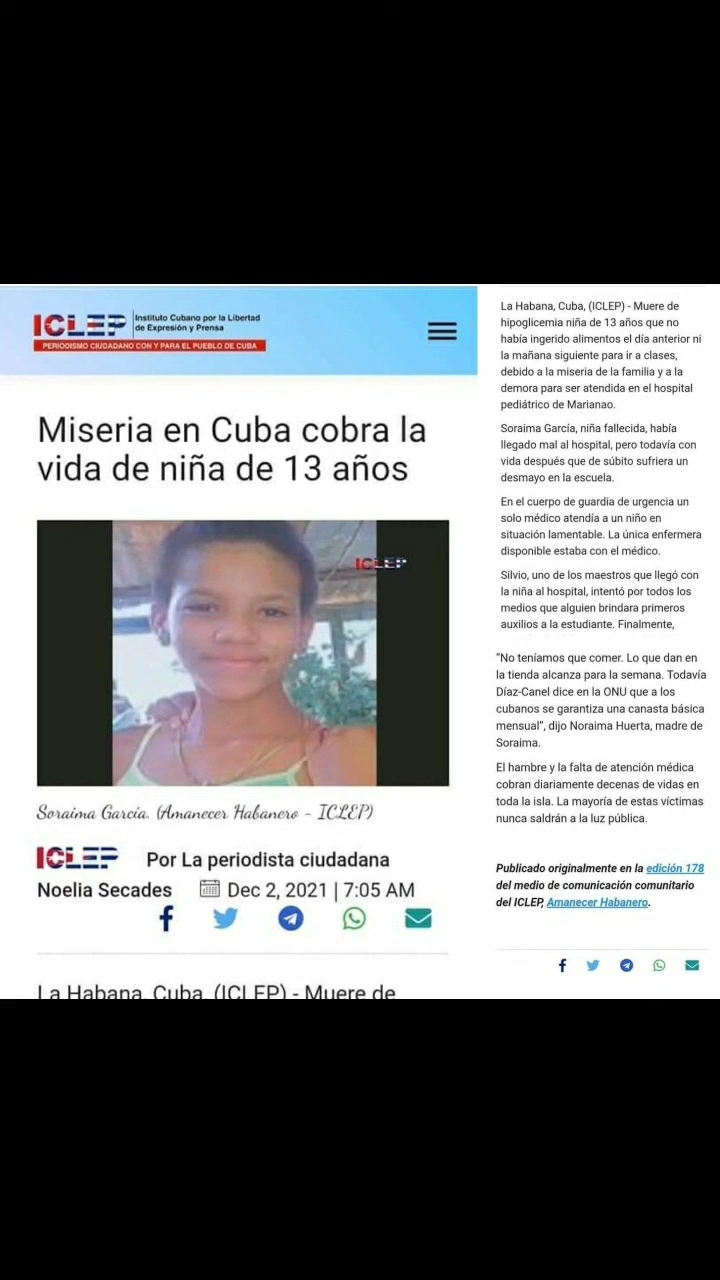 ICLEP
Instituto Cubano por la Libertad
de Expresión y Prensa
PERIODISMO CIUDADANO CON Y PARA EL PUEBLO DE CUBA
Miseria en Cuba cobra la
vida de niña de 13 años
ICLEP
Soraima García. (Amanecer Habanero - ICLEP)
ICLEP Por La periodista ciudadana
Noelia Secades Dec 2, 2021 | 7:05 AM
La Habana, Cuba, (ICLEP) - Muere de
La Habana, Cuba, (ICLEP) - Muere de
hipoglicemia niña de 13 años que no
había ingerido alimentos el día anterior ni
la mañana siguiente para ir a clases,
debido a la miseria de la familia y a la
demora para ser atendida en el hospital
pediátrico de Marianao.
Soraima García, niña fallecida, había
llegado mal al hospital, pero todavía con
vida después que de súbito sufriera un
desmayo en la escuela.
En el cuerpo de guardia de urgencia un
solo médico atendía a un niño en
situación lamentable. La única enfermera
disponible estaba con el médico.
Silvio, uno de los maestros que llegó con
la niña al hospital, intentó por todos los
medios que alguien brindara primeros
auxilios a la estudiante. Finalmente,
"No teníamos que comer. Lo que dan en
la tienda alcanza para la semana. Todavía
Díaz-Canel dice en la ONU que a los
cubanos se garantiza una canasta básica
mensual", dijo Noraima Huerta, madre de
Soraima.
El hambre y la falta de atención médica
cobran diariamente decenas de vidas en
toda la isla. La mayoría de estas víctimas
nunca saldrán a la luz pública.
Publicado originalmente en la edición 178
del medio de comunicación comunitario
del ICLEP, Amanecer Habanero.